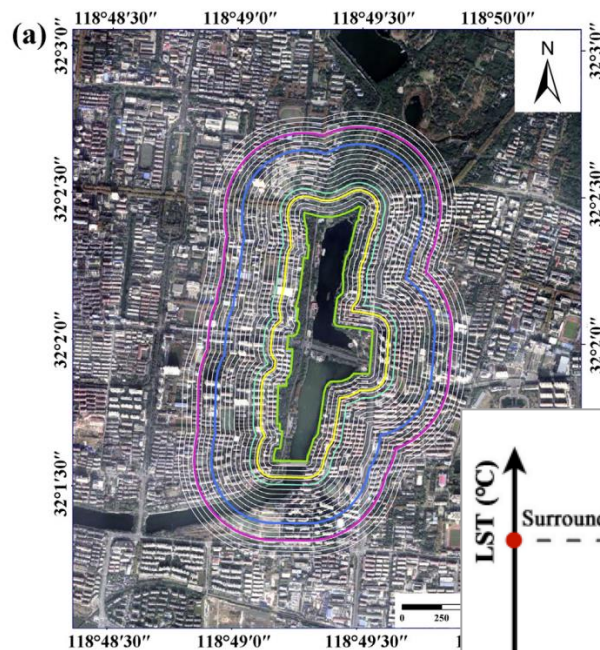 (a)
118°48′30″ 118°49′0″ 118°49′30″ 118°50′0″
N
32°3′0″ 32°3′0″
32°2′30″ 32°2′30″
32°2′0″ 32°2′0″
32°1′30″
LST (℃)
Surround
0 250
118°48′30″ 118°49′0″ 118°49′30″ 1